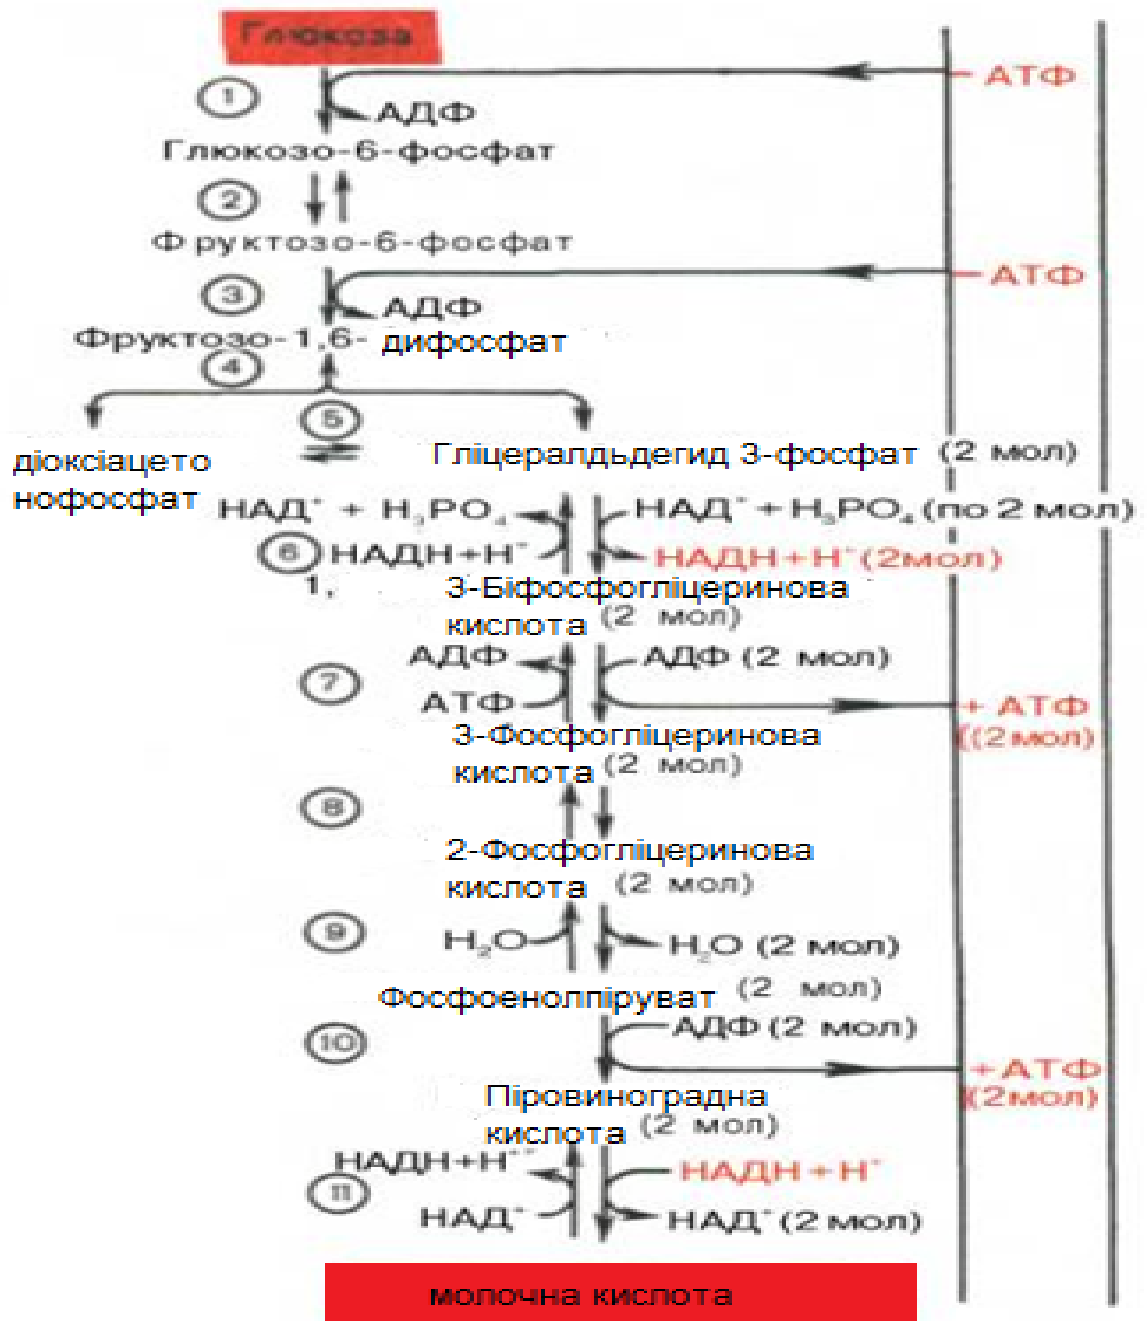 Глюкоза
– АТФ
1
АДФ
Глюкозо-6-фосфат
2
Фруктозо-6-фосфат
– АТФ
3
АДФ
Фруктозо-1,6- дифосфат
4
5
діоксіацето
нофосфат
Гліцералдьдегид 3-фосфат (2 мол)
НАД⁺ + H₃PO₄
НАД⁺ + H₃PO₄ (по 2 мол)
6
НАДН+Н⁺
НАДН+Н⁺ (2мол)
1,
3-Біфосфогліцеринова
кислота (2 мол)
АДФ
АДФ (2 мол)
7
АТФ
+ АТФ
((2мол)
3-Фосфогліцеринова
кислота (2 мол)
8
2-Фосфогліцеринова
кислота (2 мол)
9
H₂O
H₂O (2 мол)
Фосфоенолпіруват (2 мол)
10
АДФ (2 мол)
+ АТФ
(2мол)
Піровиноградна
кислота (2 мол)
НАДН+Н⁺
НАДН+Н⁺
11
НАД⁺
НАД⁺ (2 мол)
молочна кислота